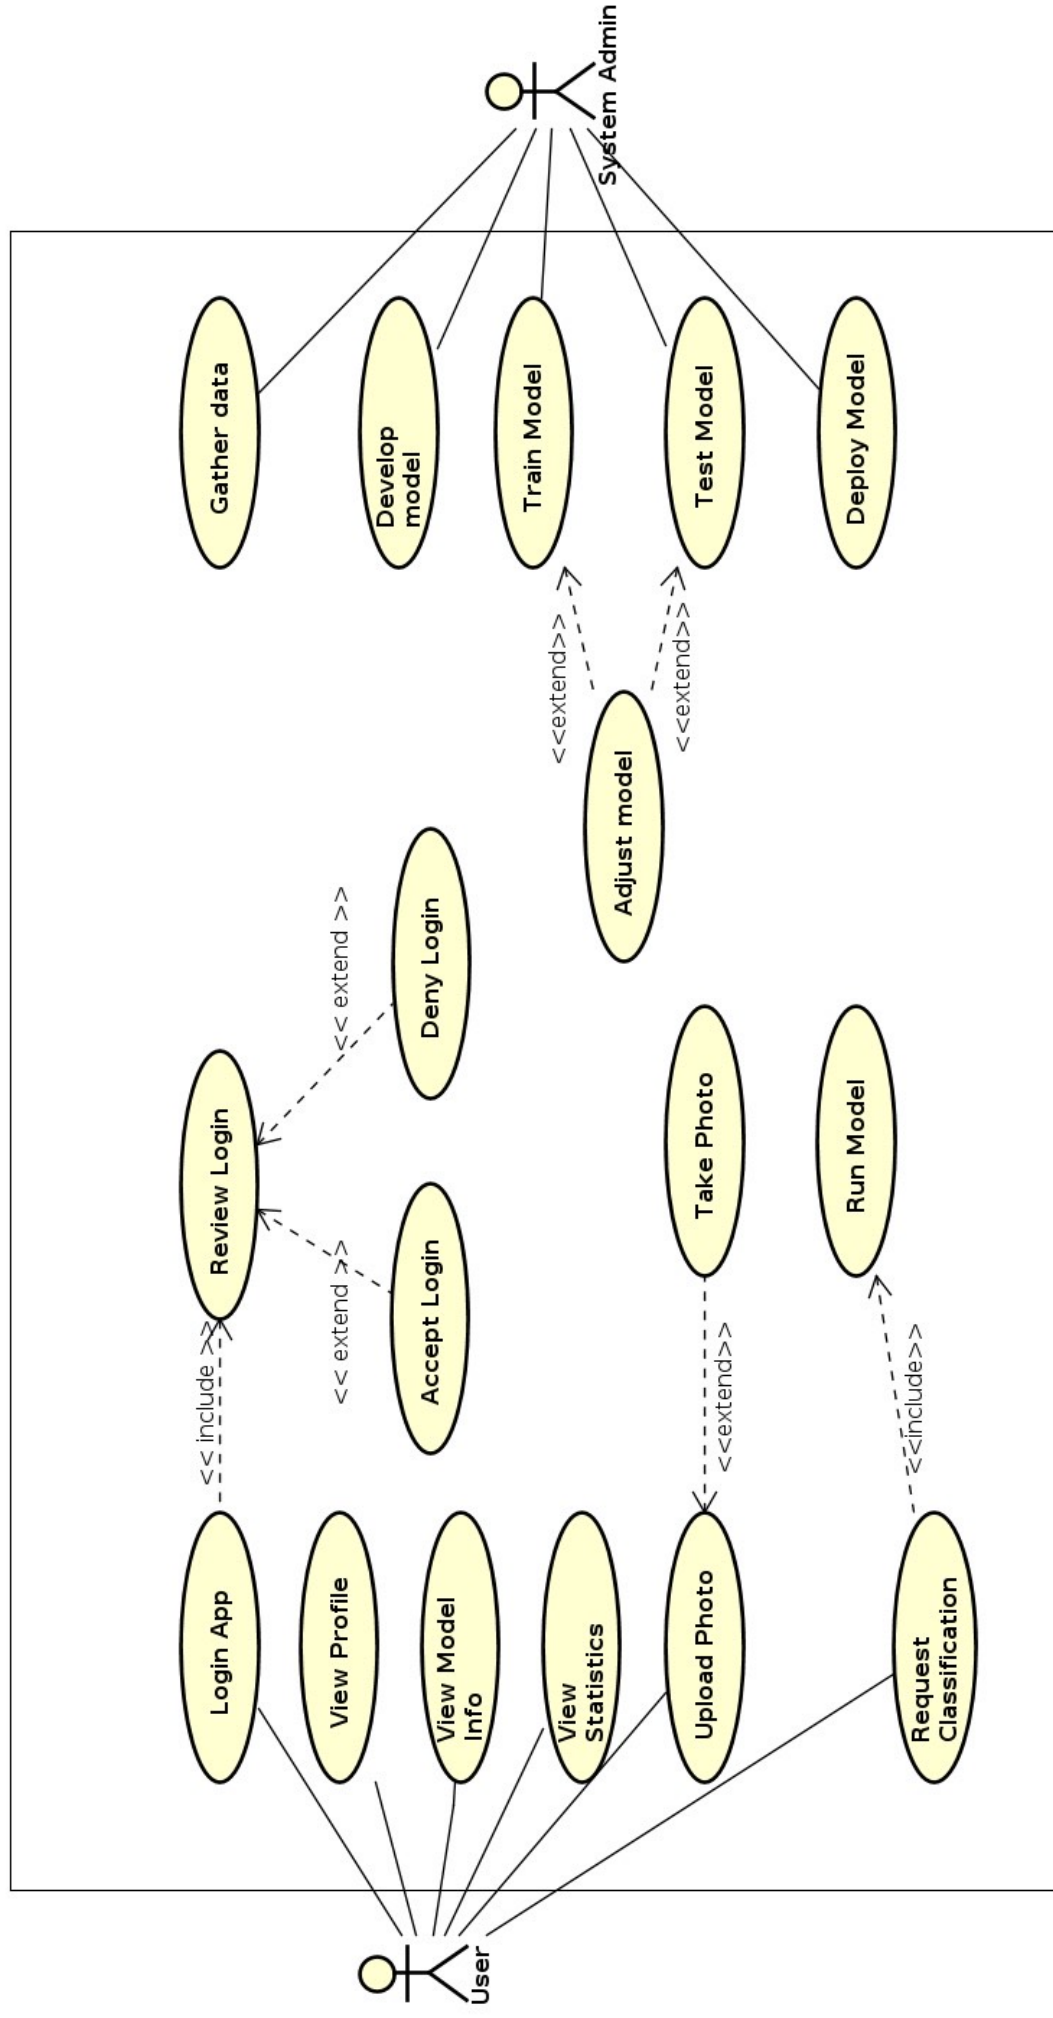 Login App
<< include >>
Review Login
Gather data
View Profile
<< extend >>
<< extend >>
Accept Login
Deny Login
Develop
model
View Model
Info
User
View
Statistics
<<extend>>
Train Model
System Admin
Adjust model
<<extend>>
Upload Photo
<<extend>>
Take Photo
Test Model
Request
Classification
<<include>>
Run Model
Deploy Model